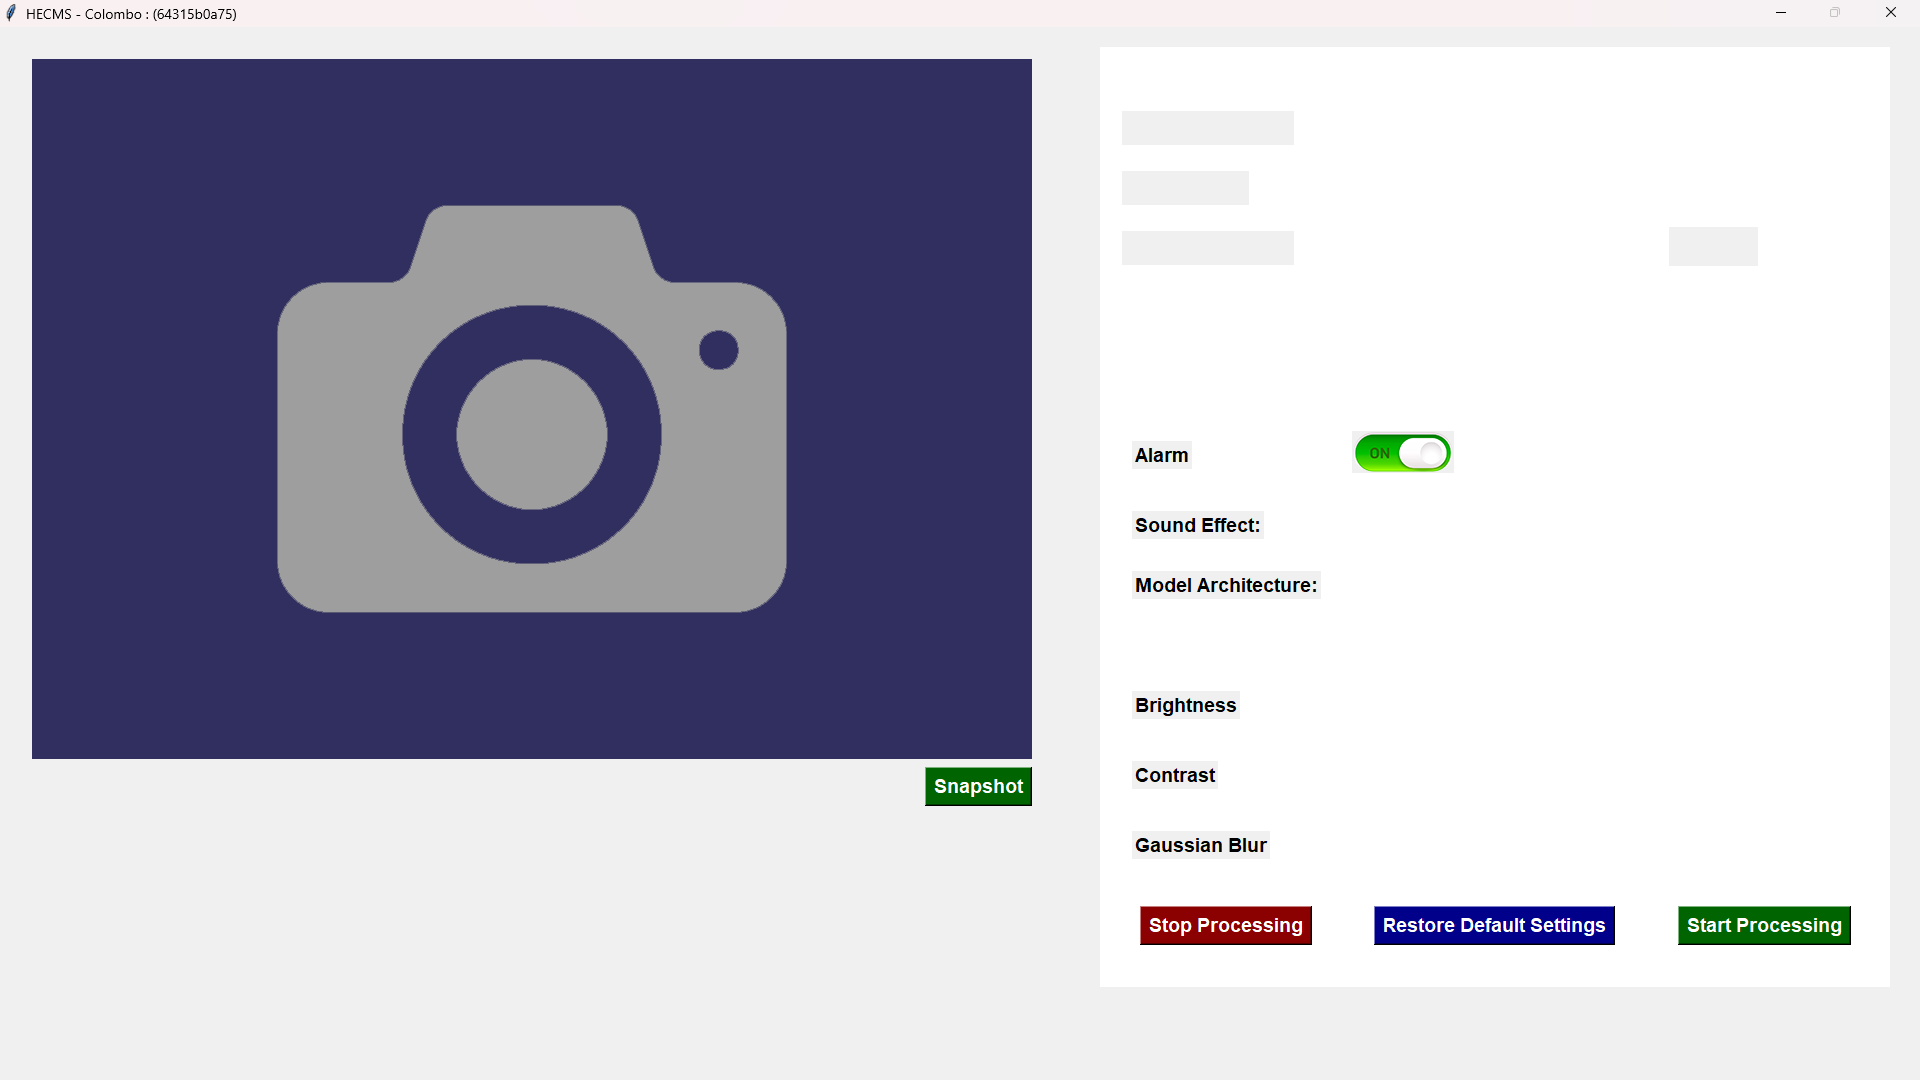 HECMS - Colombo : (64315b0a75)
Alarm
ON
Sound Effect:
Model Architecture:
Brightness
Snapshot
Contrast
Gaussian Blur
Stop Processing
Restore Default Settings
Start Processing